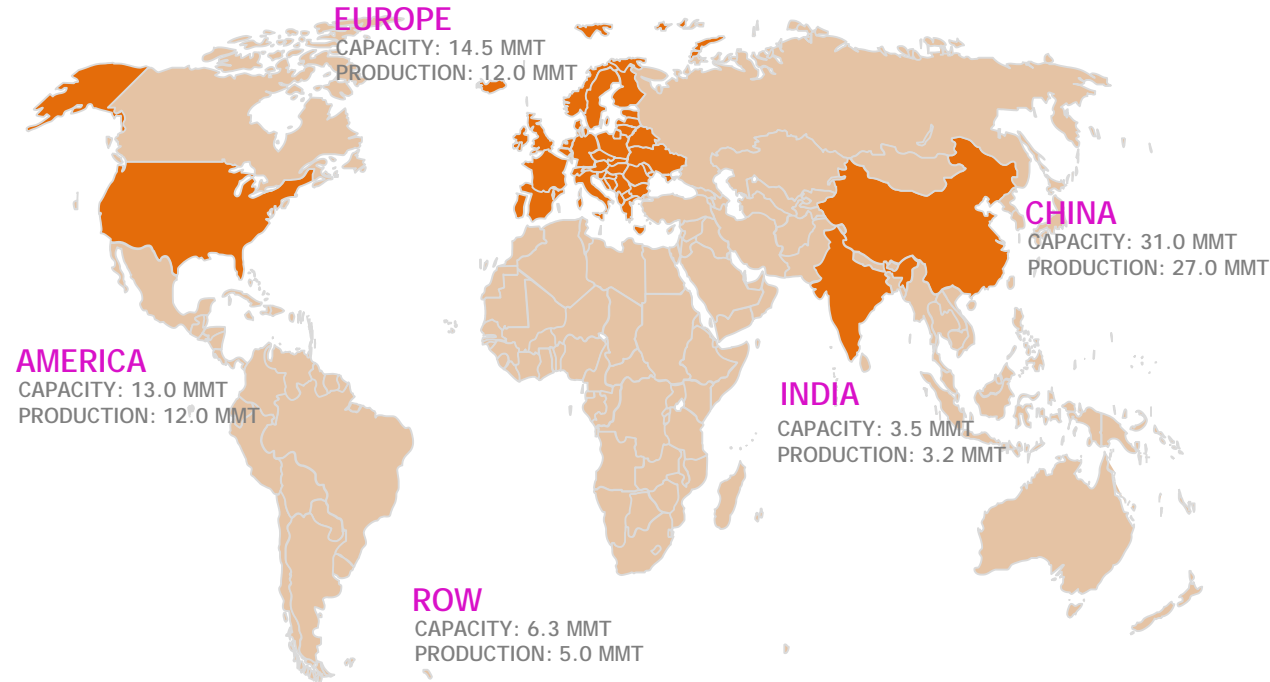 EUROPE
CAPACITY: 14.5 MMT
PRODUCTION: 12.0 MMT
CHINA
CAPACITY: 31.0 MMT
PRODUCTION: 27.0 MMT
AMERICA
CAPACITY: 13.0 MMT
PRODUCTION: 12.0 MMT
INDIA
CAPACITY: 3.5 MMT
PRODUCTION: 3.2 MMT
ROW
CAPACITY: 6.3 MMT
PRODUCTION: 5.0 MMT